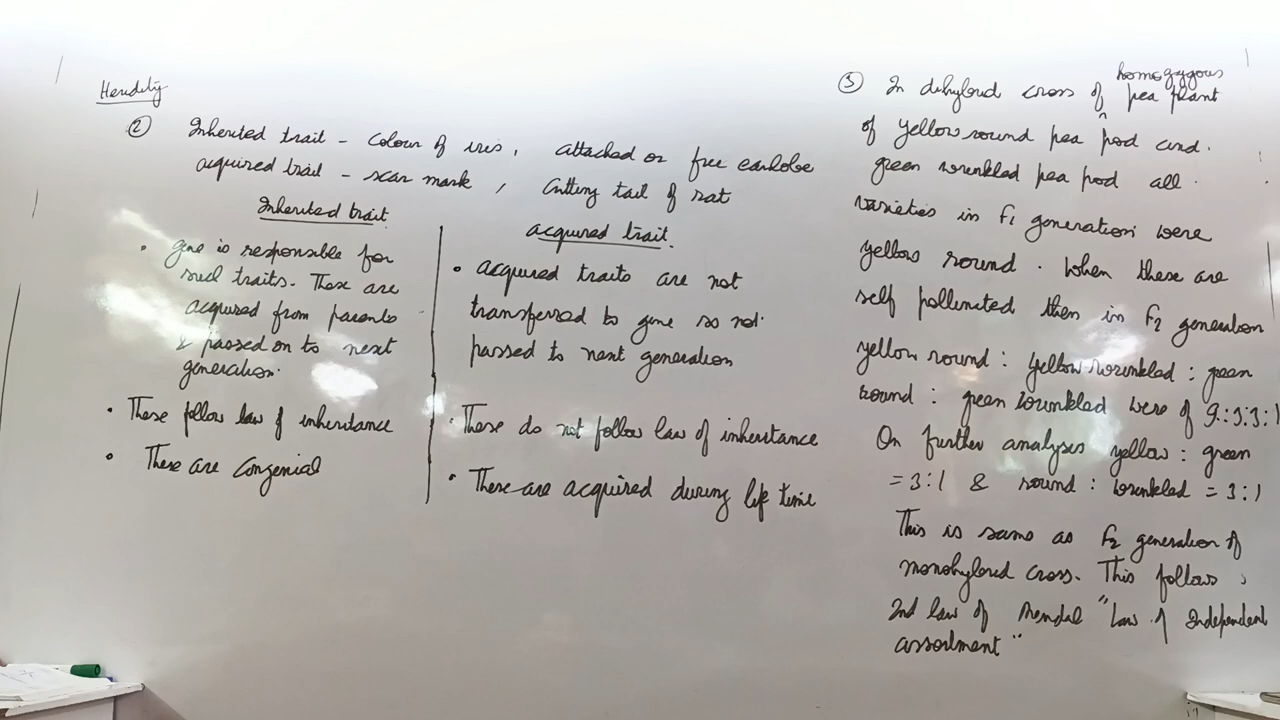 Heredity
② Inherited trait - colour of iris, attached or free earlobe
acquired trait - scar mark, Cutting tail of rat
Inherited trait
• gene is responsible for
such traits. These are
acquired from parents
& passed on to next
generation.
• These follow law of inheritance
• These are Congenial
acquired trait.
• acquired traits are not
transferred to gene so not
passed to next generation
• These do not follow law of inheritance
• These are acquired during life time
③ In dihybrid cross of homozygous pea plant
of yellow round pea pod and
green wrinkled pea pod all
varieties in F1 generation were
yellow round. When these are
self pollinated then in F2 generation
yellow round : yellow wrinkled : green
round : green wrinkled were of 9:3:3:1
On further analyses yellow : green
= 3:1 & round : wrinkled = 3:1
This is same as F2 generation of
monohybrid cross. This follows
2nd law of Mendal "Law of Independent
assortment"